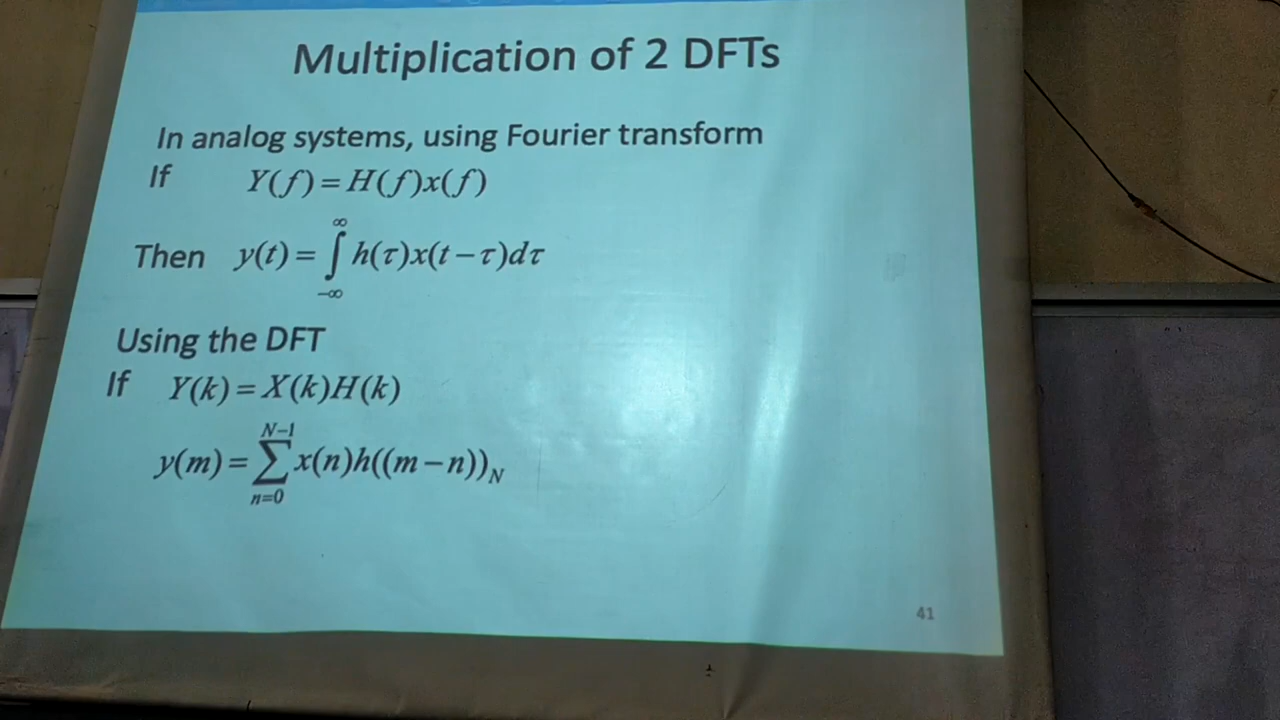 Multiplication of 2 DFTs
In analog systems, using Fourier transform
If Y(f)=H(f)x(f)
Then y(t)= ∫_{-∞}^{∞} h(τ)x(t−τ)dτ
Using the DFT
If Y(k)=X(k)H(k)
y(m)= ∑_{n=0}^{N-1} x(n)h((m−n))_N
41